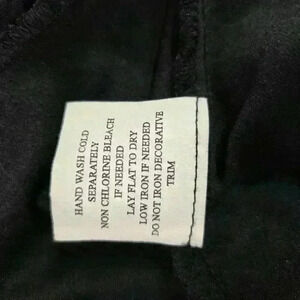 HAND WASH COLD
SEPARATELY
NON CHLORINE BLEACH
IF NEEDED
LAY FLAT TO DRY
LOW IRON IF NEEDED
DO NOT IRON DECORATIVE
TRIM